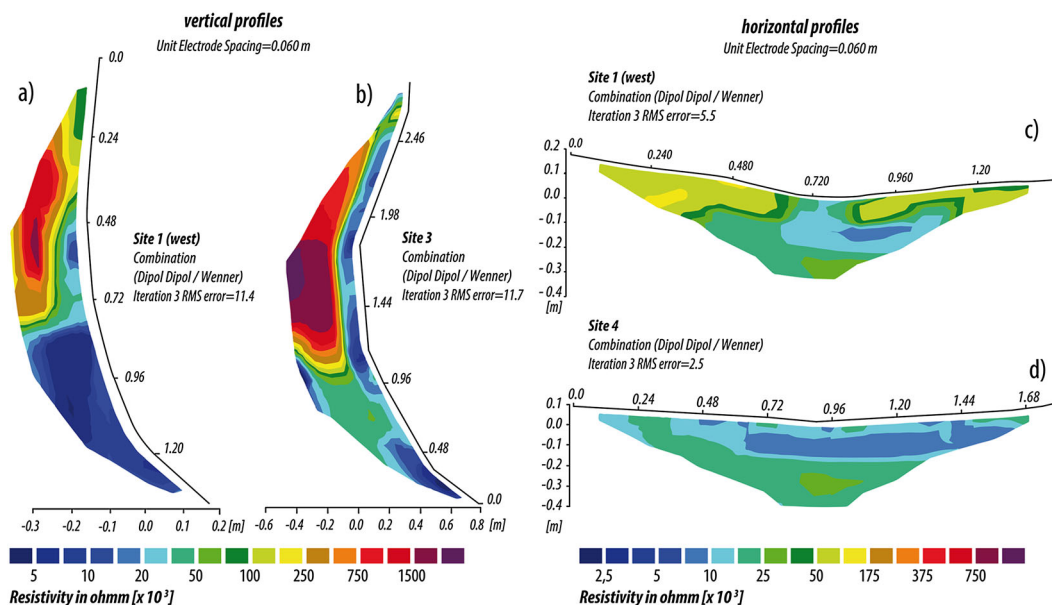 vertical profiles
Unit Electrode Spacing=0.060 m
horizontal profiles
Unit Electrode Spacing=0.060 m
a)
0.0
0.24
0.48
0.72
0.96
1.20
Site 1 (west)
Combination
(Dipol Dipol / Wenner)
Iteration 3 RMS error=11.4
-0.3 -0.2 -0.1 0.0 0.1 0.2 [m]
b)
2.46
1.98
1.44
0.96
0.48
0.0
Site 3
Combination
(Dipol Dipol / Wenner)
Iteration 3 RMS error=11.7
-0.6 -0.4 -0.2 0.0 0.2 0.4 0.6 0.8 [m]
5 10 20 50 100 250 750 1500
Resistivity in ohmm [x 10³]
Site 1 (west)
Combination (Dipol Dipol / Wenner)
Iteration 3 RMS error=5.5
c)
0.0 0.240 0.480 0.720 0.960 1.20
0.2
0.1
0.0
-0.1
-0.2
-0.3
-0.4
[m]
Site 4
Combination (Dipol Dipol / Wenner)
Iteration 3 RMS error=2.5
d)
0.0 0.24 0.48 0.72 0.96 1.20 1.44 1.68
0.1
0.0
-0.1
-0.2
-0.3
-0.4
[m]
2,5 5 10 25 50 175 375 750
Resistivity in ohmm [x 10³]